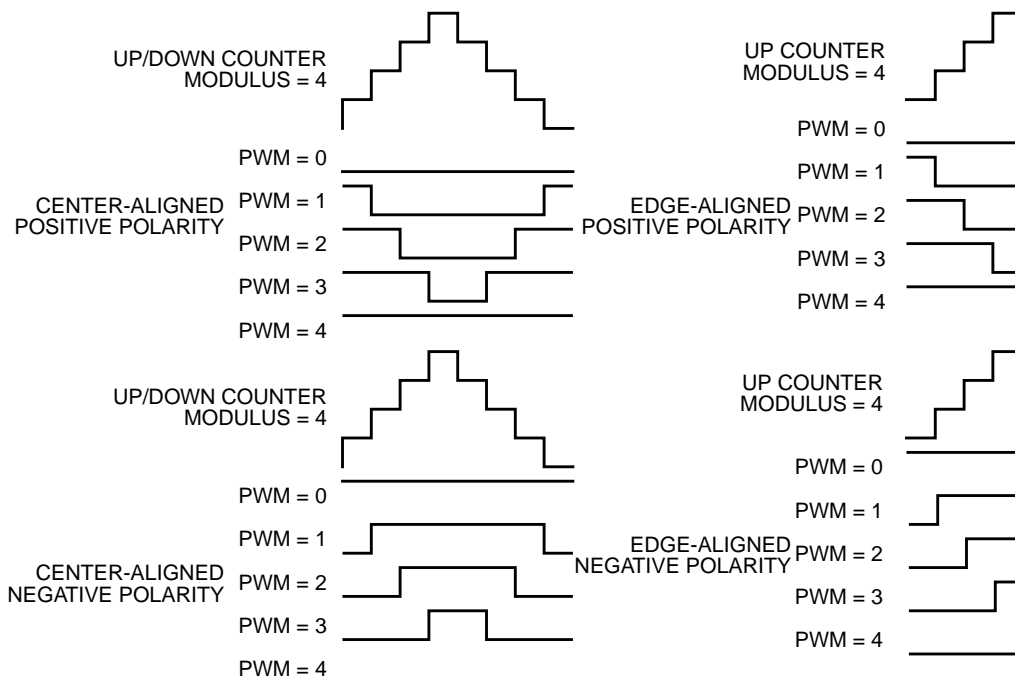 UP/DOWN COUNTER
MODULUS = 4
PWM = 0
CENTER-ALIGNED
POSITIVE POLARITY
PWM = 1
PWM = 2
PWM = 3
PWM = 4
UP COUNTER
MODULUS = 4
PWM = 0
EDGE-ALIGNED
POSITIVE POLARITY
PWM = 1
PWM = 2
PWM = 3
PWM = 4
UP/DOWN COUNTER
MODULUS = 4
PWM = 0
PWM = 1
CENTER-ALIGNED
NEGATIVE POLARITY
PWM = 2
PWM = 3
PWM = 4
UP COUNTER
MODULUS = 4
PWM = 0
PWM = 1
EDGE-ALIGNED
NEGATIVE POLARITY
PWM = 2
PWM = 3
PWM = 4